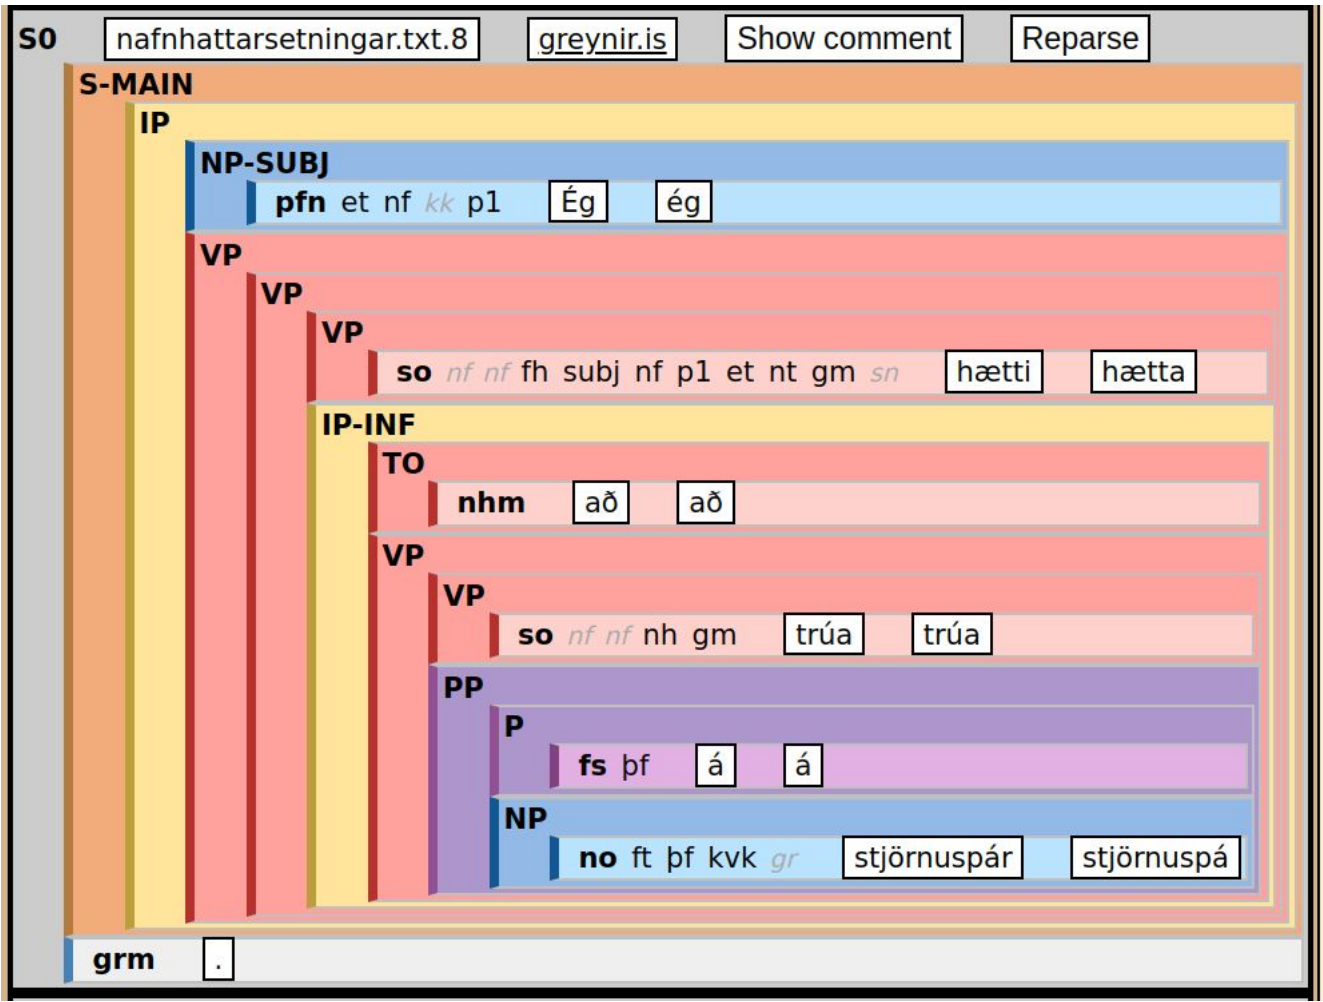 S0 nafnhattarsetningar.txt.8 greynir.is Show comment Reparse
S-MAIN
IP
NP-SUBJ
pfn et nf kk p1 Ég ég
VP
VP
VP
so nf nf fh subj nf p1 et nt gm sn hætti hætta
IP-INF
TO
nhm að að
VP
VP
so nf nf nh gm trúa trúa
PP
P
fs þf á á
NP
no ft þf kvk gr stjörnuspár stjörnuspá
grm .